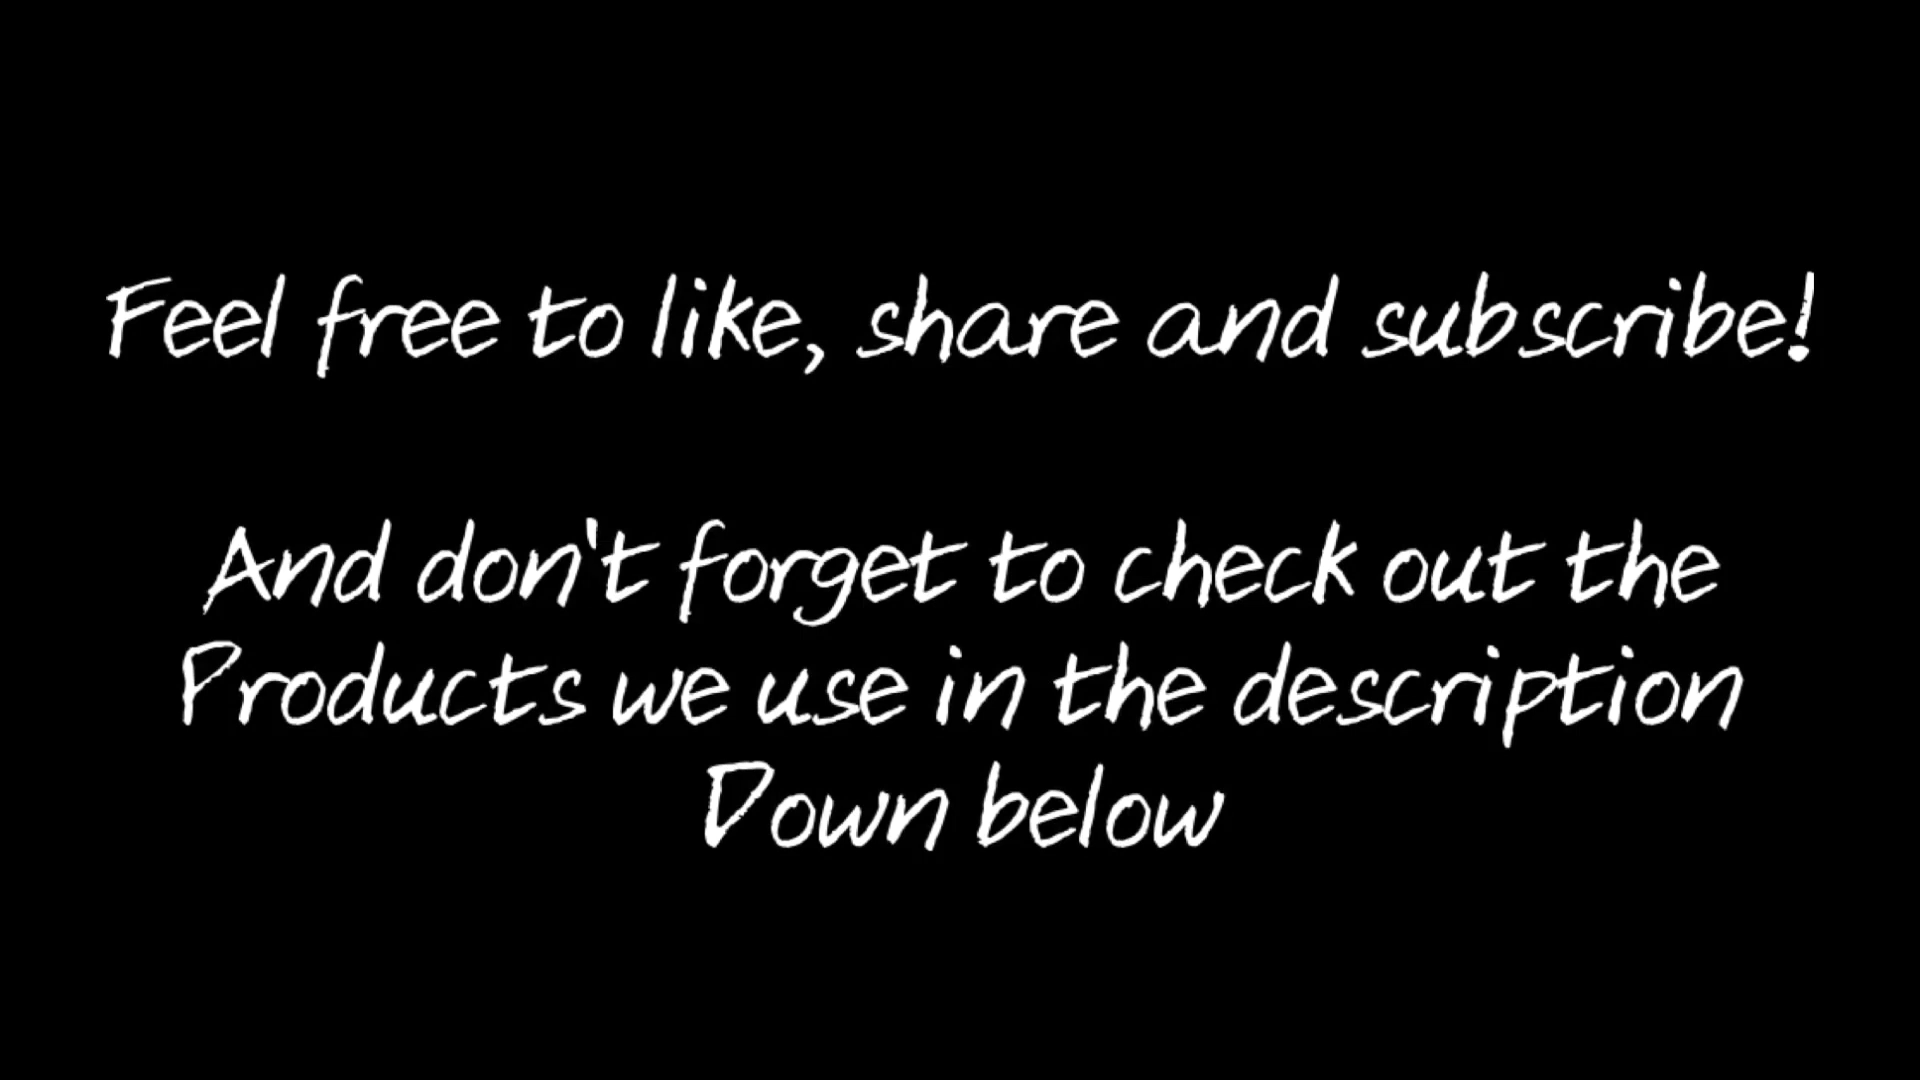 Feel free to like, share and subscribe!
And don't forget to check out the
Products we use in the description
Down below